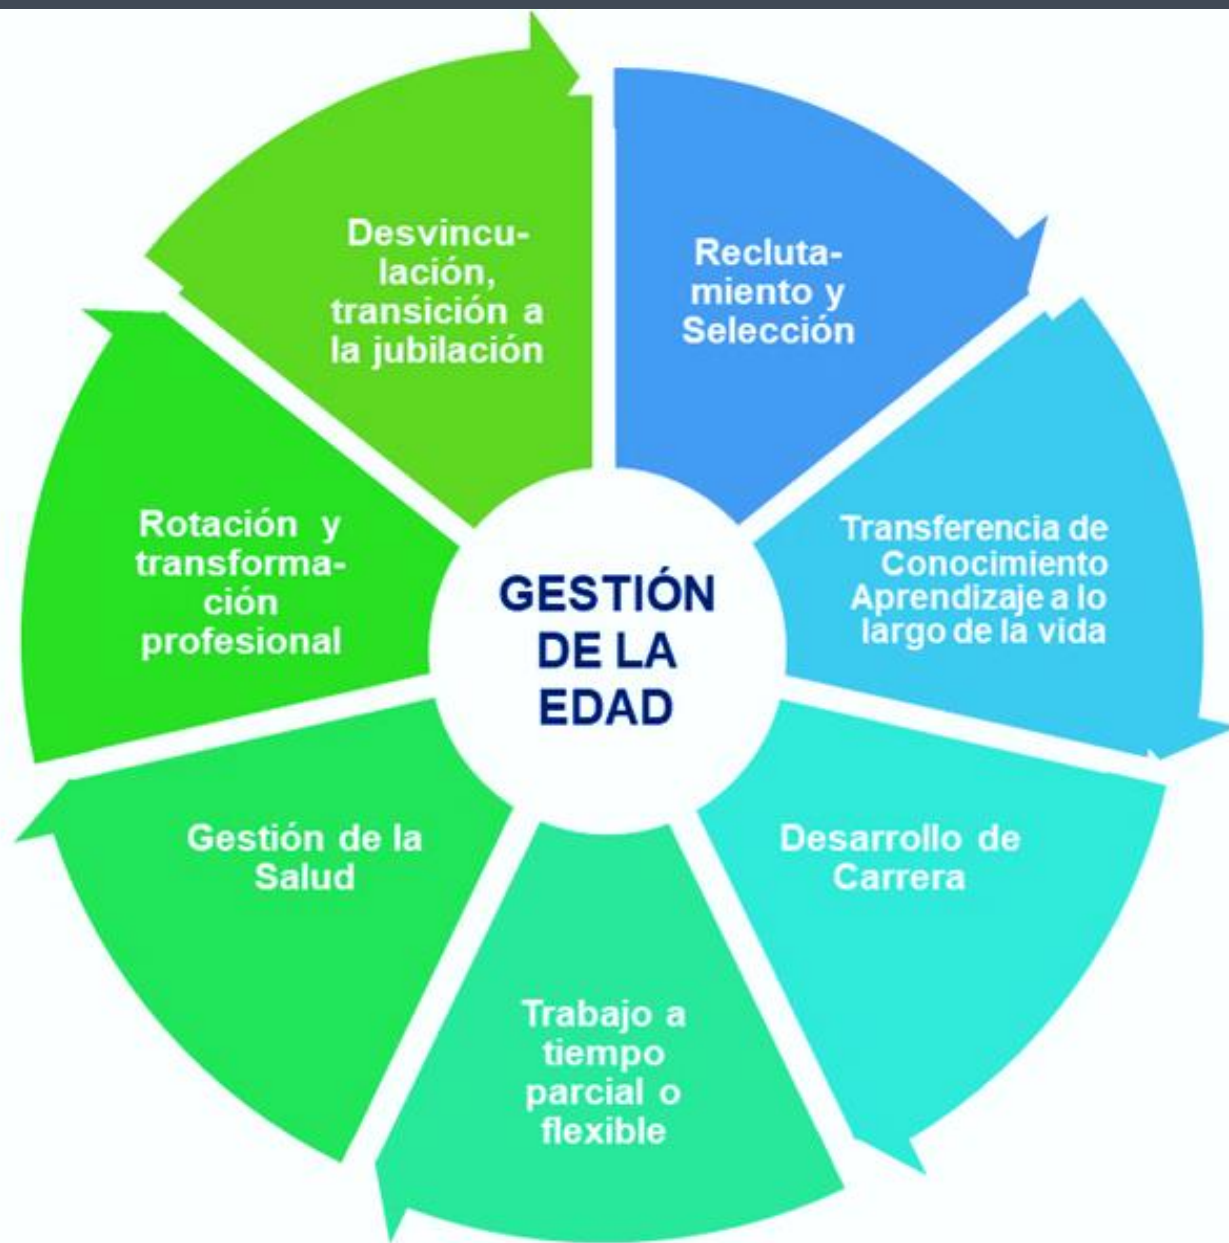 GESTIÓN
DE LA
EDAD
Recluta-
miento y
Selección
Transferencia de
Conocimiento
Aprendizaje a lo
largo de la vida
Desarrollo de
Carrera
Trabajo a
tiempo
parcial o
flexible
Gestión de la
Salud
Rotación y
transforma-
ción
profesional
Desvincu-
lación,
transición a
la jubilación